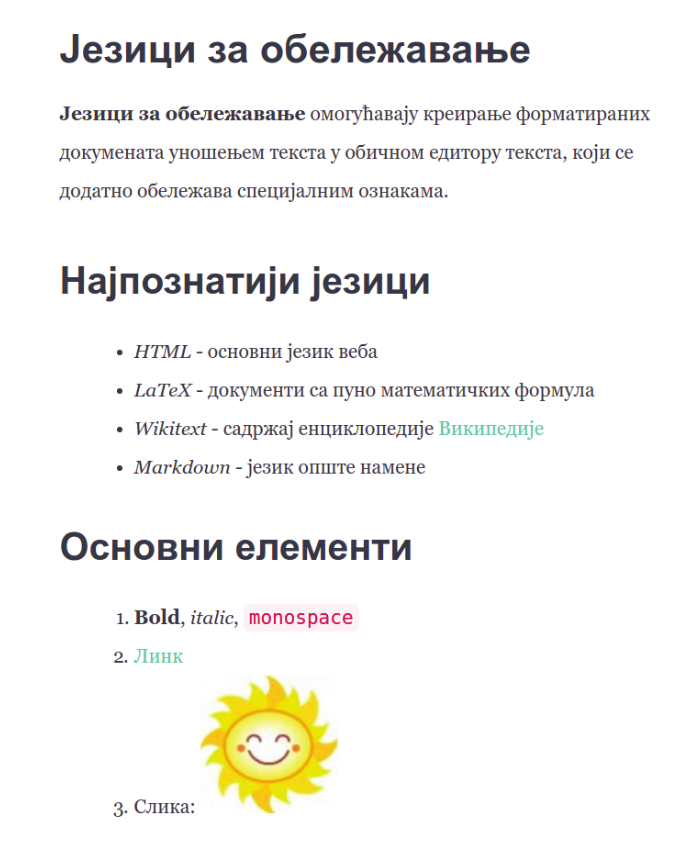 Језици за обележавање
Језици за обележавање омогућавају креирање форматираних
докумената уношењем текста у обичном едитору текста, који се
додатно обележава специјалним ознакама.
Најпознатији језици
• HTML - основни језик веба
• LaTeX - документи са пуно математичких формула
• Wikitext - садржај енциклопедије Википедије
• Markdown - језик опште намене
Основни елементи
1. Bold, italic, monospace
2. Линк
3. Слика: